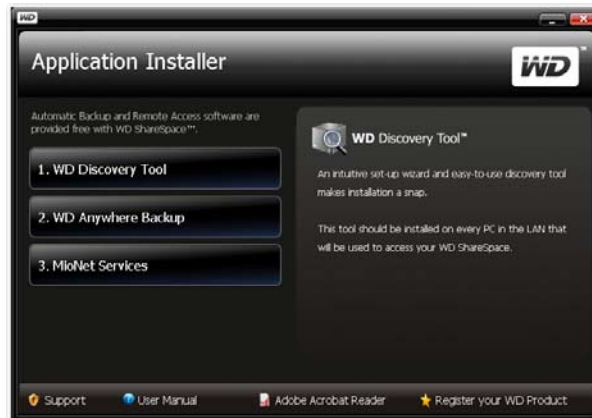 WD
Application Installer
WD™
Automatic Backup and Remote Access software are
provided free with WD ShareSpace™.
1. WD Discovery Tool
2. WD Anywhere Backup
3. MioNet Services
WD Discovery Tool™
An intuitive set-up wizard and easy-to-use discovery tool
makes installation a snap.
This tool should be installed on every PC in the LAN that
will be used to access your WD ShareSpace.
Support
User Manual
Adobe Acrobat Reader
Register your WD Product